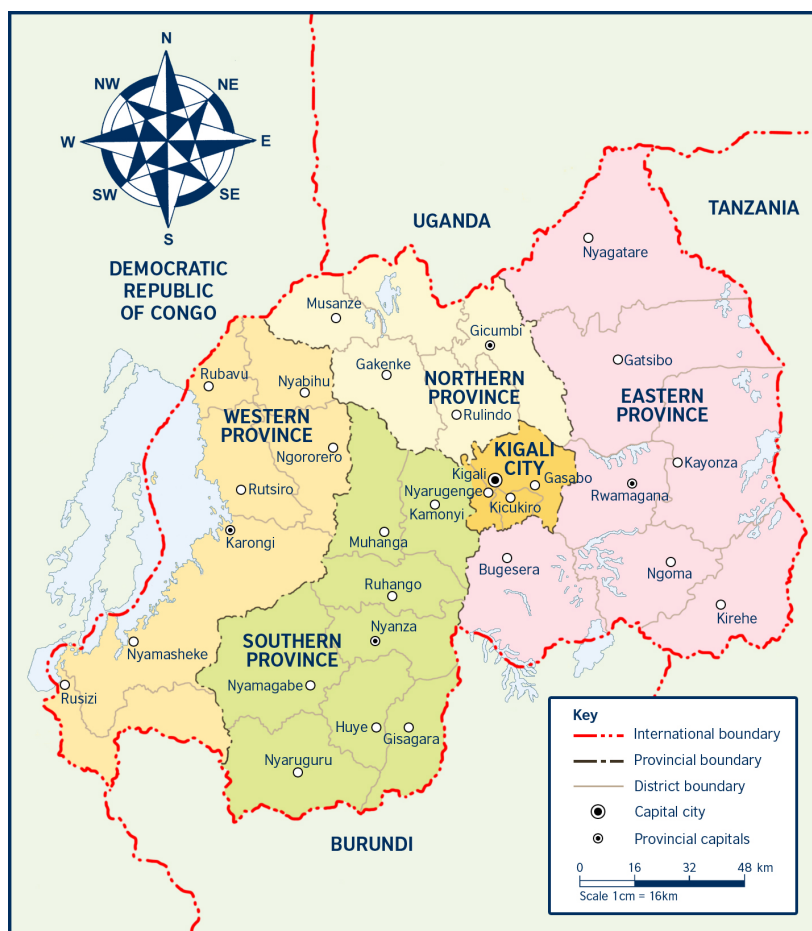 N
NW
NE
W
E
SW
SE
S
UGANDA
TANZANIA
DEMOCRATIC
REPUBLIC
OF CONGO
Nyagatare
Musanze
Gicumbi
Gatsibo
Gakenke
Rubavu
Nyabihu
NORTHERN
PROVINCE
EASTERN
PROVINCE
Rulindo
WESTERN
PROVINCE
Ngororero
KIGALI
CITY
Kayonza
Kigali
Gasabo
Rutsiro
Nyarugenge
Rwamagana
Kicukiro
Kamonyi
Karongi
Muhanga
Bugesera
Ngoma
Ruhango
Kirehe
Nyanza
SOUTHERN
PROVINCE
Nyamasheke
Nyamagabe
Rusizi
Huye
Gisagara
Nyaruguru
BURUNDI
Key
International boundary
Provincial boundary
District boundary
Capital city
Provincial capitals
0 16 32 48 km
Scale 1cm = 16km